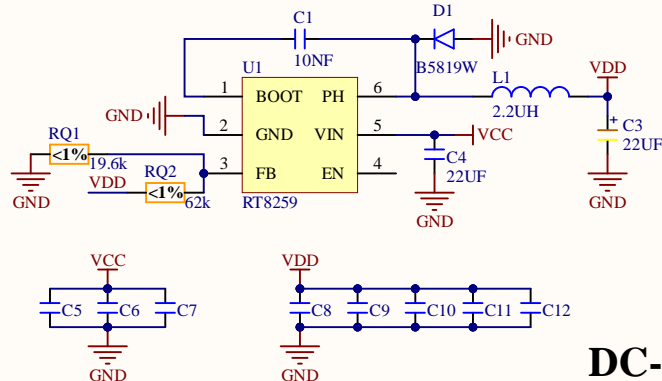 C1
10NF
D1
B5819W
GND
U1
1 BOOT PH 6
2 GND VIN 5
3 FB EN 4
RT8259
GND
L1
2.2UH
VDD
C3
22UF
GND
VCC
C4
22UF
GND
RQ1
<1%
19.6k
GND
RQ2
VDD
<1%
62k
VCC
C5 C6 C7
GND
VDD
C8 C9 C10 C11 C12
GND
DC-